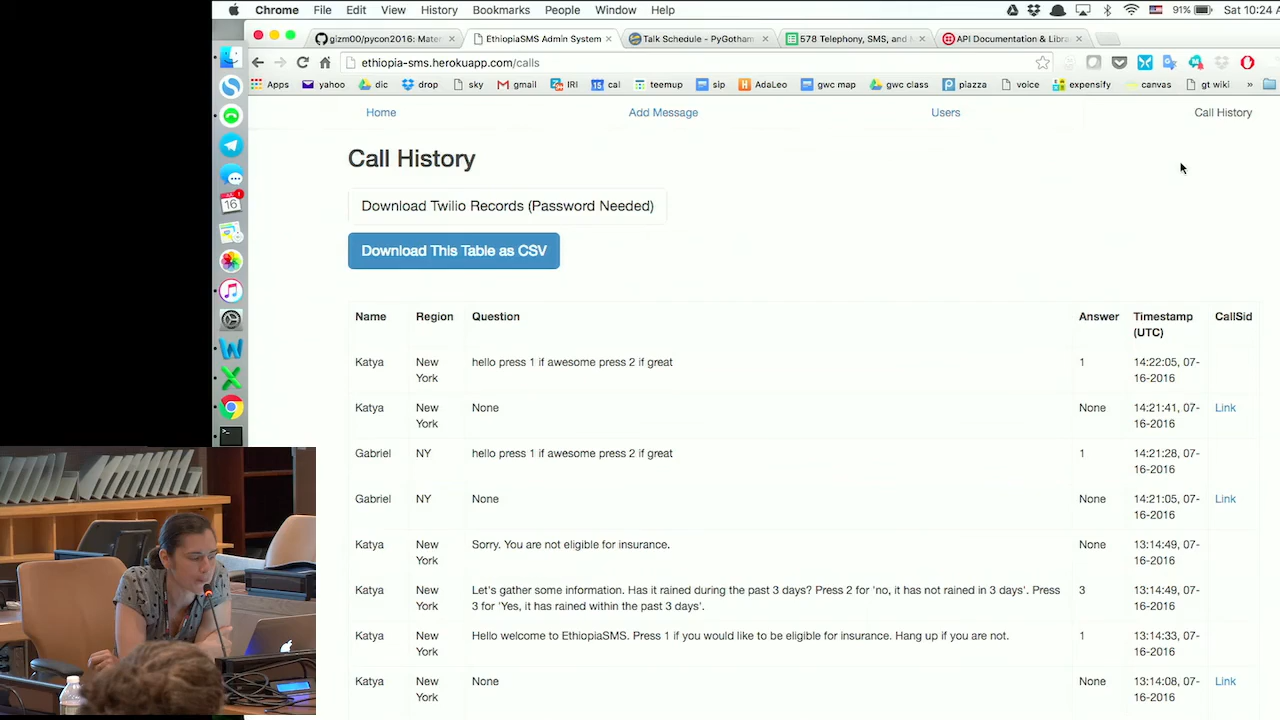 Chrome File Edit View History Bookmarks People Window Help 91% Sat 10:24 A
gizm00/pycon2016: Mater
EthiopiaSMS Admin System
Talk Schedule - PyGotham
578 Telephony, SMS, and
API Documentation & Libra
ethiopia-sms.herokuapp.com/calls
Apps yahoo dic drop sky gmail IRI cal teemup sip AdaLeo gwc map gwc class piazza voice expensify canvas gt wiki »
Home Add Message Users Call History
Call History
Download Twilio Records (Password Needed)
Download This Table as CSV
Name Region Question Answer Timestamp (UTC) CallSid
Katya New York hello press 1 if awesome press 2 if great 1 14:22:05, 07-16-2016
Katya New York None None 14:21:41, 07-16-2016 Link
Gabriel NY hello press 1 if awesome press 2 if great 1 14:21:28, 07-16-2016
Gabriel NY None None 14:21:05, 07-16-2016 Link
Katya New York Sorry. You are not eligible for insurance. None 13:14:49, 07-16-2016
Katya New York Let's gather some information. Has it rained during the past 3 days? Press 2 for 'no, it has not rained in 3 days'. Press 3 for 'Yes, it has rained within the past 3 days'. 3 13:14:49, 07-16-2016
Katya New York Hello welcome to EthiopiaSMS. Press 1 if you would like to be eligible for insurance. Hang up if you are not. 1 13:14:33, 07-16-2016
Katya New York None None 13:14:08, 07-16-2016 Link